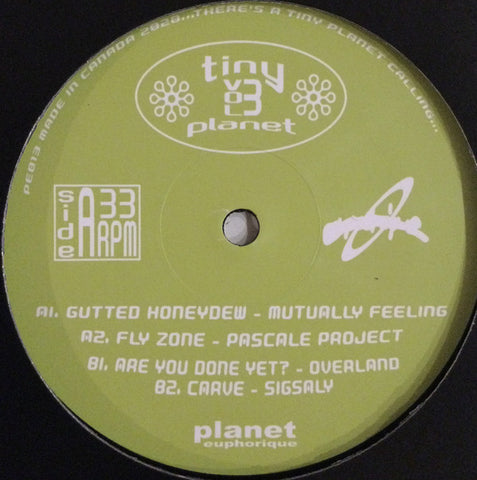 PE013 MADE IN CANADA 2020...THERE'S A TINY PLANET CALLING...
tiny
VOL 3
planet
side A 33 RPM
A1. GUTTED HONEYDEW - MUTUALLY FEELING
A2. FLY ZONE - PASCALE PROJECT
B1. ARE YOU DONE YET? - OVERLAND
B2. CARVE - SIGSALY
planet
euphorique